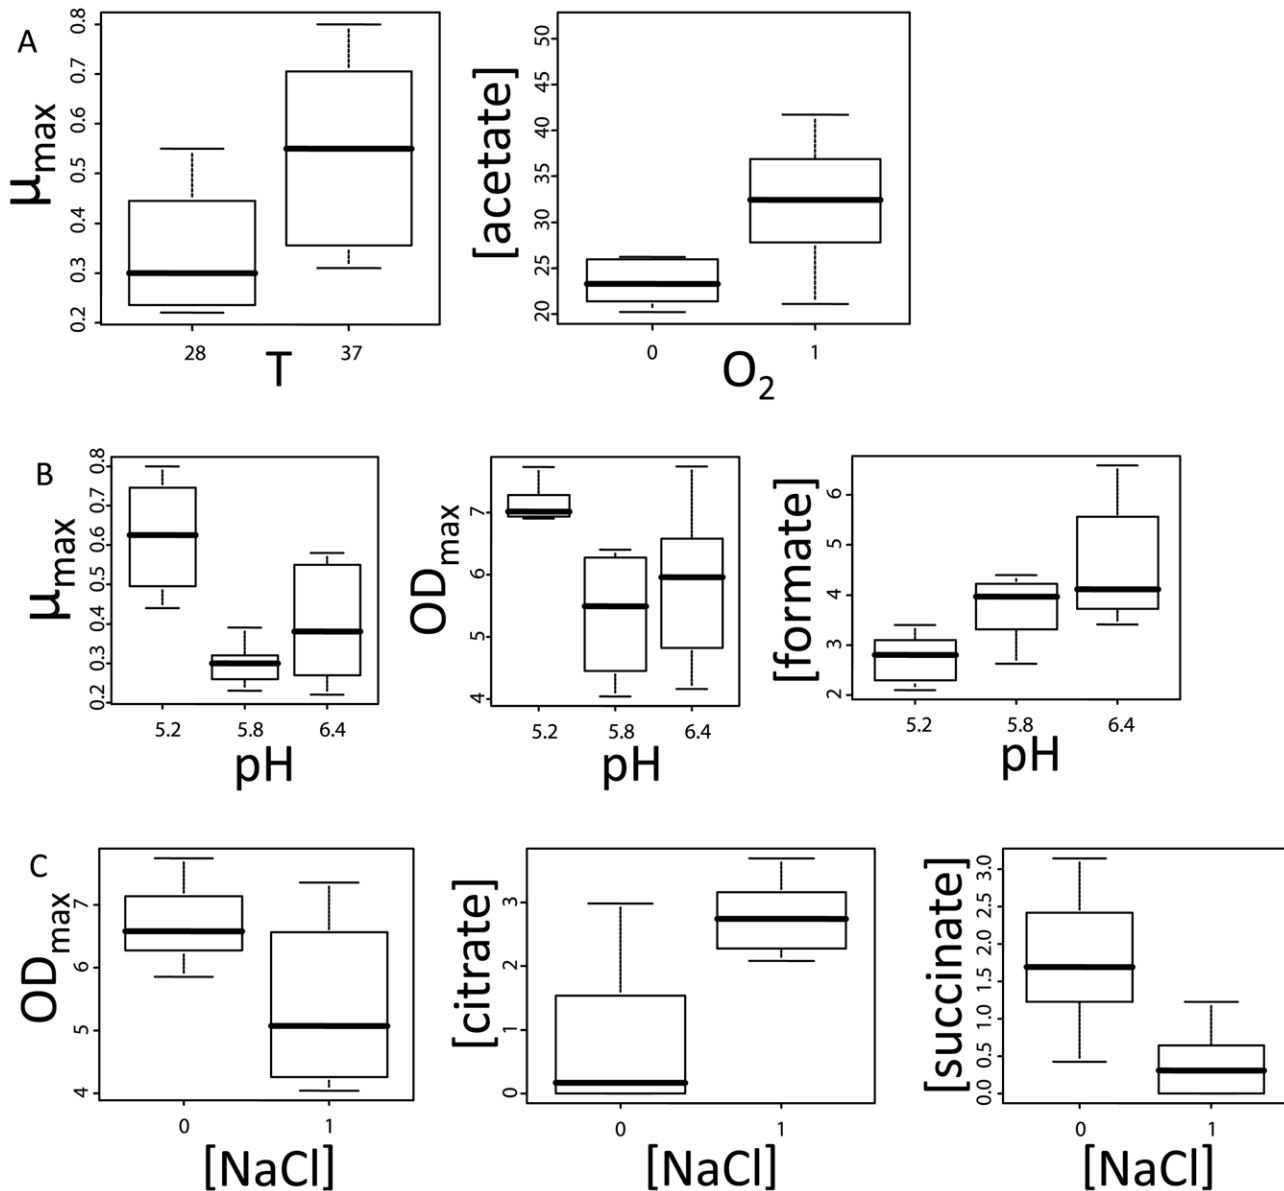 A
μmax
0.2 0.3 0.4 0.5 0.6 0.7 0.8
28 37
T
[acetate]
20 25 30 35 40 45 50
0 1
O₂
B
μmax
0.2 0.3 0.4 0.5 0.6 0.7 0.8
5.2 5.8 6.4
pH
ODmax
4 5 6 7
5.2 5.8 6.4
pH
[formate]
2 3 4 5 6
5.2 5.8 6.4
pH
C
ODmax
4 5 6 7
0 1
[NaCl]
[citrate]
0 1 2 3
0 1
[NaCl]
[succinate]
0.0 0.5 1.0 1.5 2.0 2.5 3.0
0 1
[NaCl]